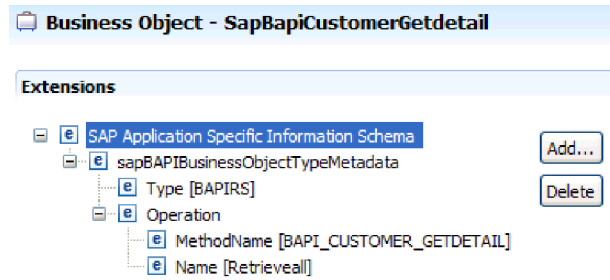 Business Object - SapBapiCustomerGetdetail
Extensions
SAP Application Specific Information Schema
Add...
sapBAPIBusinessObjectTypeMetadata
Type [BAPIRS]
Delete
Operation
MethodName [BAPI_CUSTOMER_GETDETAIL]
Name [Retrieveall]